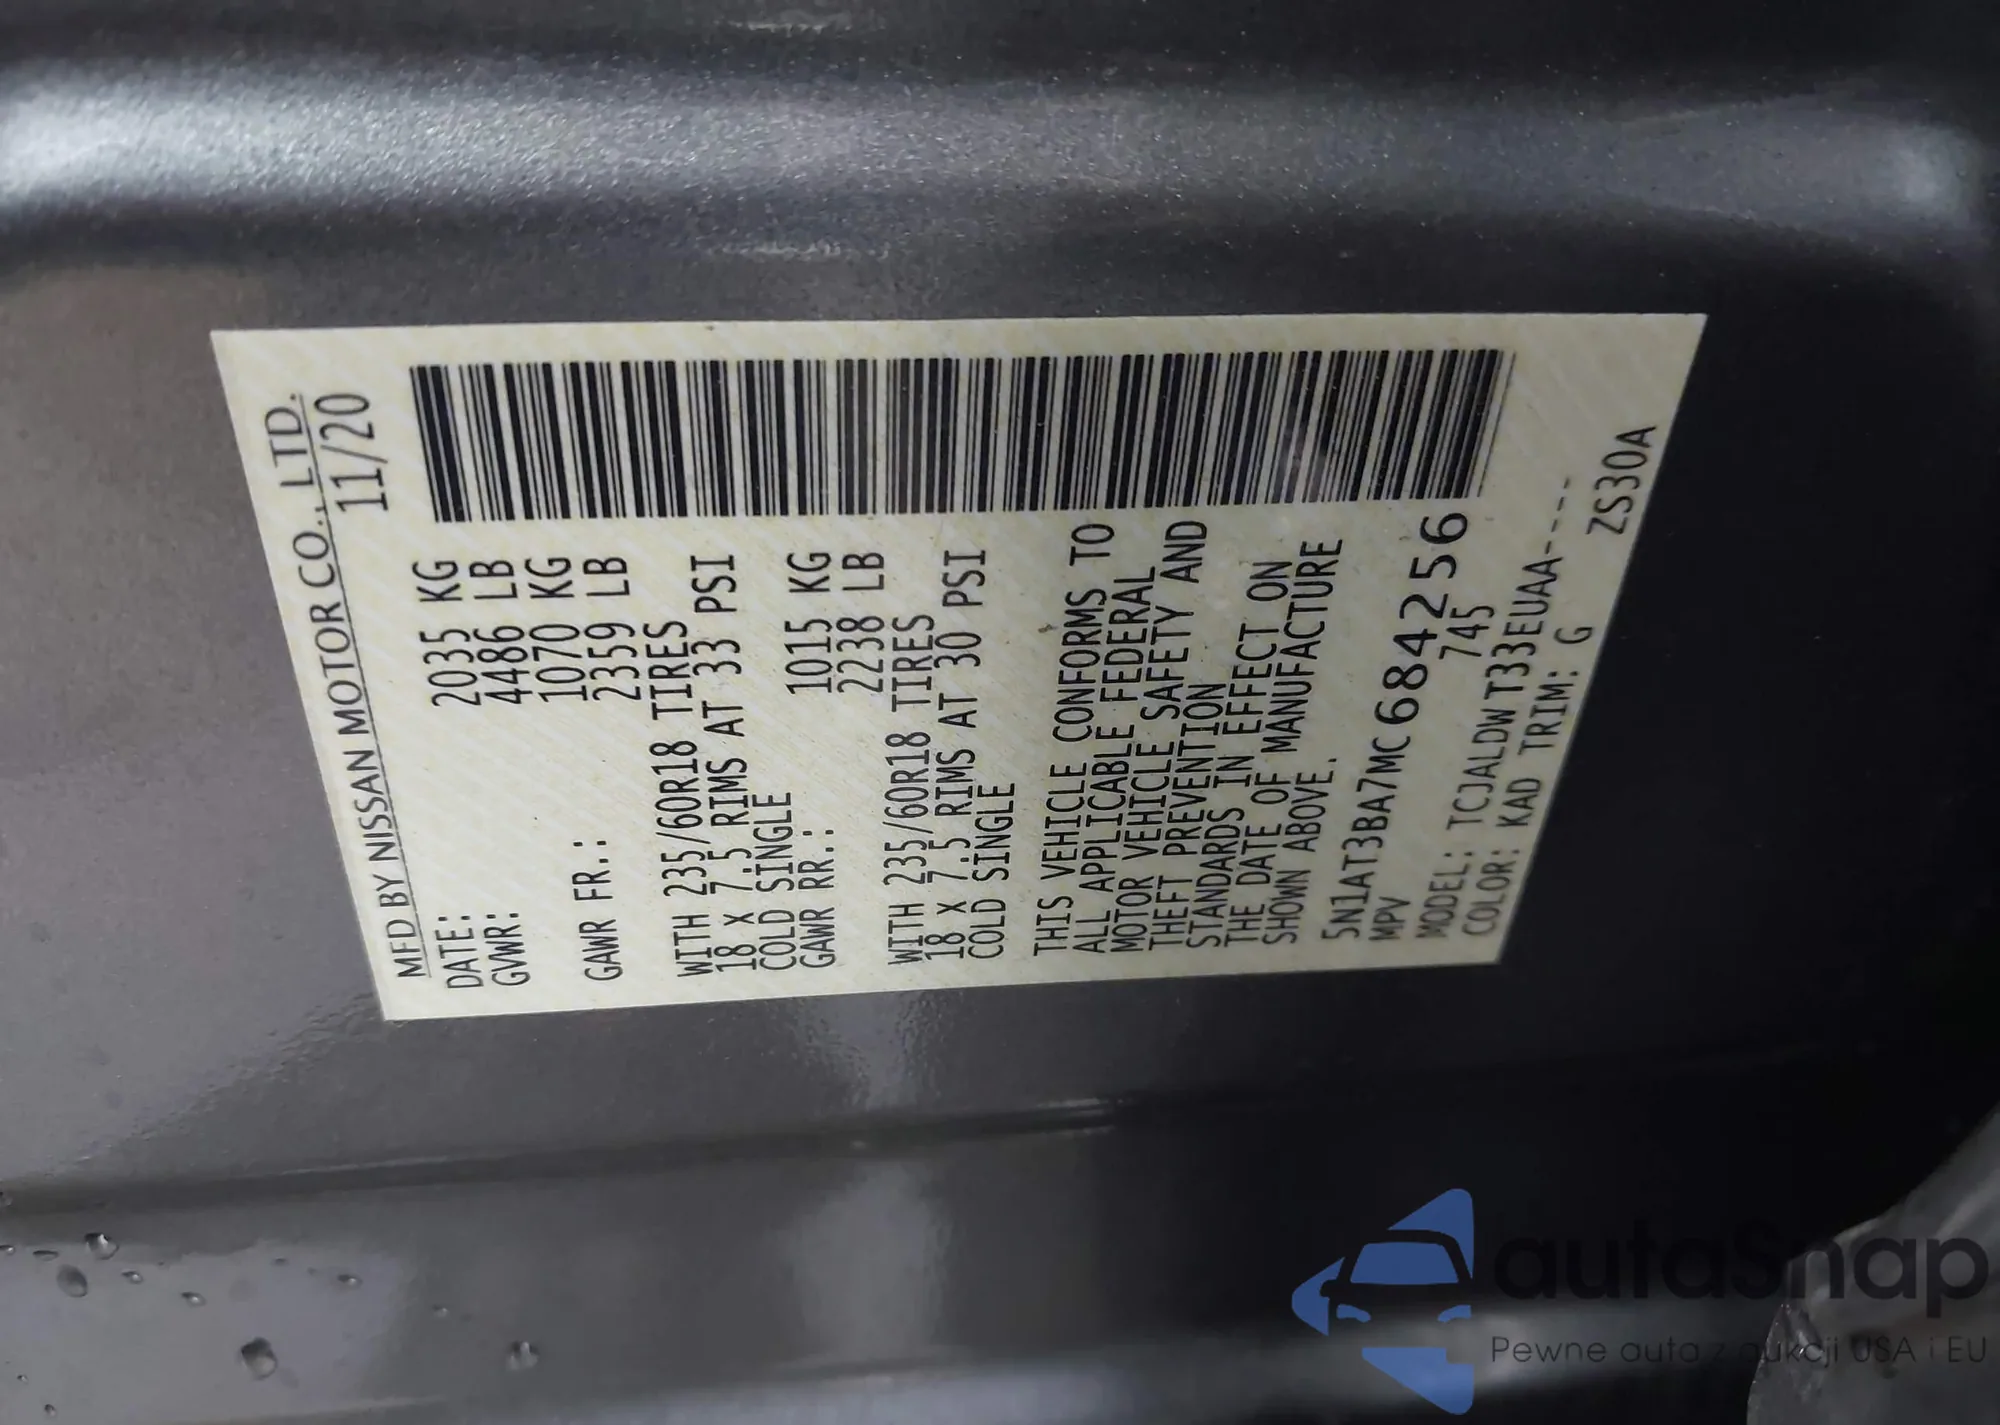 MFD BY NISSAN MOTOR CO., LTD.
DATE: 11/20
GVWR: 2035 KG
4486 LB
GAWR FR.: 1070 KG
2359 LB
WITH 235/60R18 TIRES
18 X 7.5 RIMS AT 33 PSI
COLD SINGLE
GAWR RR.: 1015 KG
2238 LB
WITH 235/60R18 TIRES
18 X 7.5 RIMS AT 30 PSI
COLD SINGLE
THIS VEHICLE CONFORMS TO
ALL APPLICABLE FEDERAL
MOTOR VEHICLE SAFETY AND
THEFT PREVENTION
STANDARDS IN EFFECT ON
THE DATE OF MANUFACTURE
SHOWN ABOVE.
5N1AT3BA7MC684256
MPV 745
MODEL: TCJALDW T33EUAA----
COLOR: KAD TRIM: G
ZS30A
autoSnap
Pewne auta z aukcji USA i EU